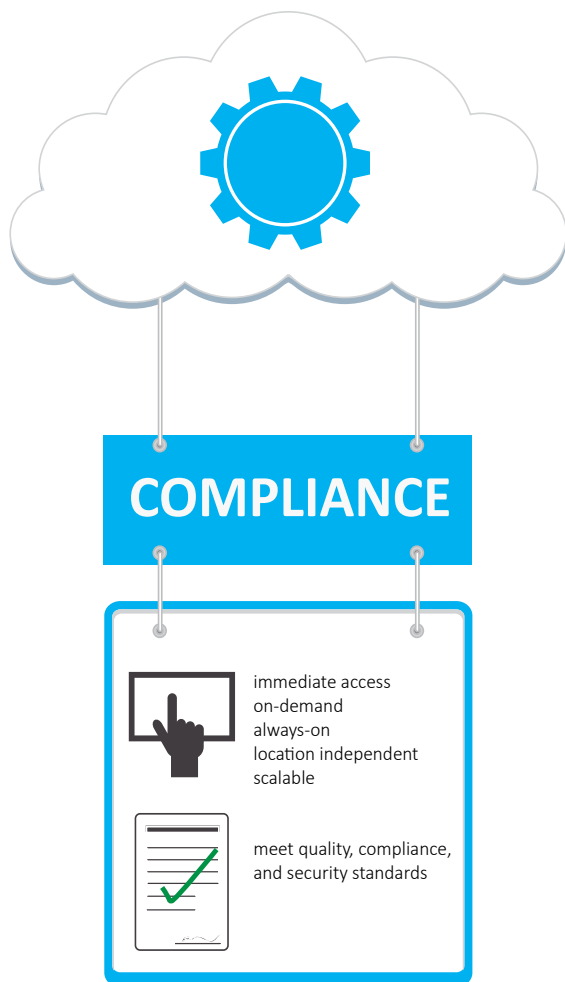 COMPLIANCE
immediate access
on-demand
always-on
location independent
scalable
meet quality, compliance,
and security standards